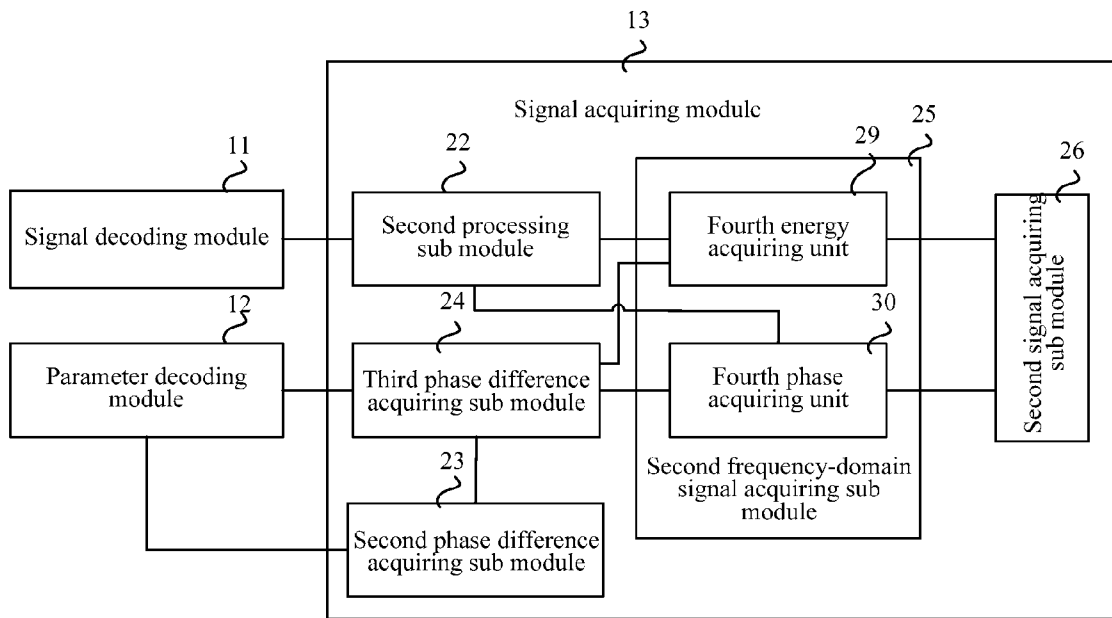 13
Signal acquiring module
11
22
29
25
26
Signal decoding module
Second processing
sub module
Fourth energy
acquiring unit
Second signal acquiring
sub module
12
24
30
Parameter decoding
module
Third phase difference
acquiring sub module
Fourth phase
acquiring unit
23
Second frequency-domain
signal acquiring sub
module
Second phase difference
acquiring sub module